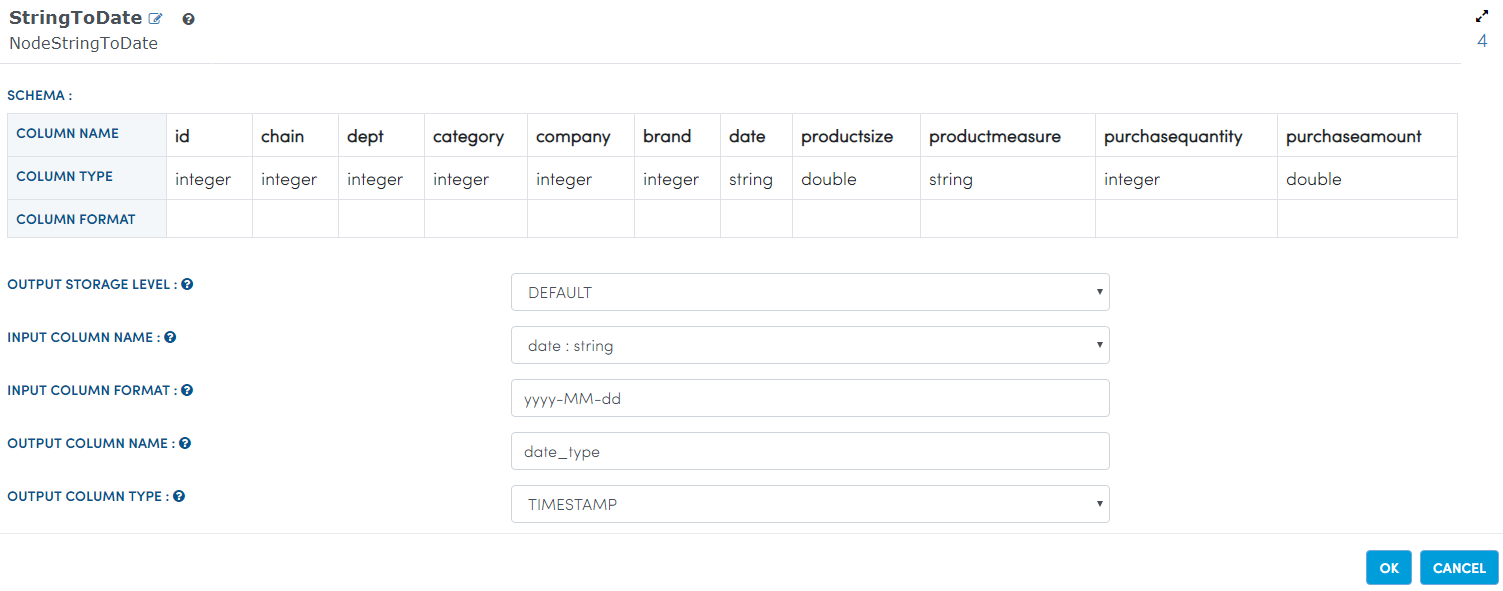 StringToDate
NodeStringToDate
4
SCHEMA :
COLUMN NAME id chain dept category company brand date productsize productmeasure purchasequantity purchaseamount
COLUMN TYPE integer integer integer integer integer integer string double string integer double
COLUMN FORMAT
OUTPUT STORAGE LEVEL : DEFAULT
INPUT COLUMN NAME : date : string
INPUT COLUMN FORMAT : yyyy-MM-dd
OUTPUT COLUMN NAME : date_type
OUTPUT COLUMN TYPE : TIMESTAMP
OK CANCEL